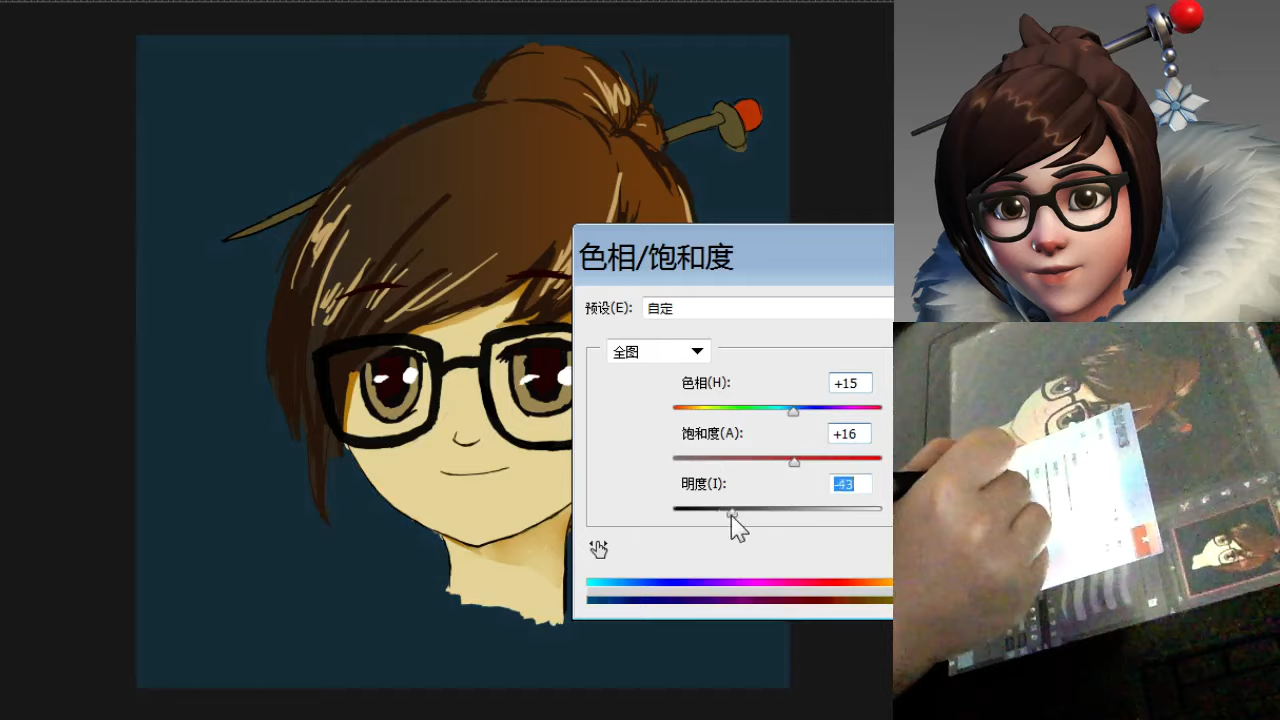 色相/饱和度
预设(E): 自定
全图
色相(H): +15
饱和度(A): +16
明度(I): -43